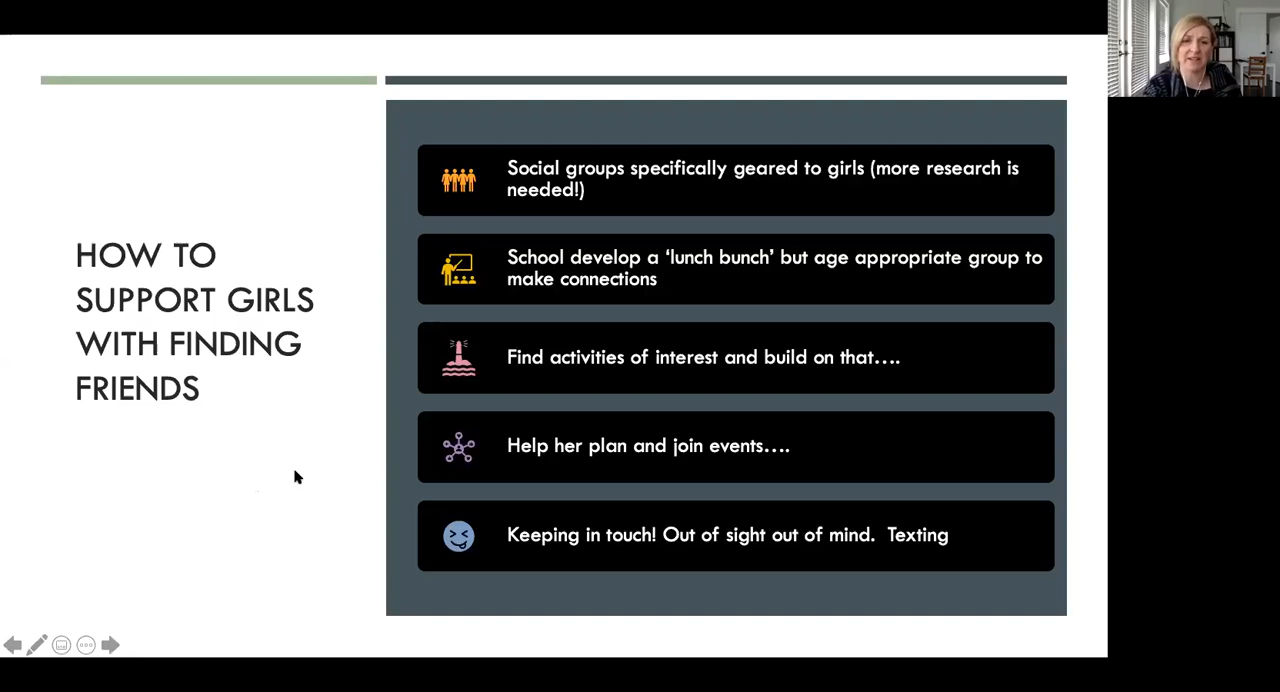 HOW TO
SUPPORT GIRLS
WITH FINDING
FRIENDS
Social groups specifically geared to girls (more research is
needed!)
School develop a ‘lunch bunch’ but age appropriate group to
make connections
Find activities of interest and build on that….
Help her plan and join events….
Keeping in touch! Out of sight out of mind.  Texting